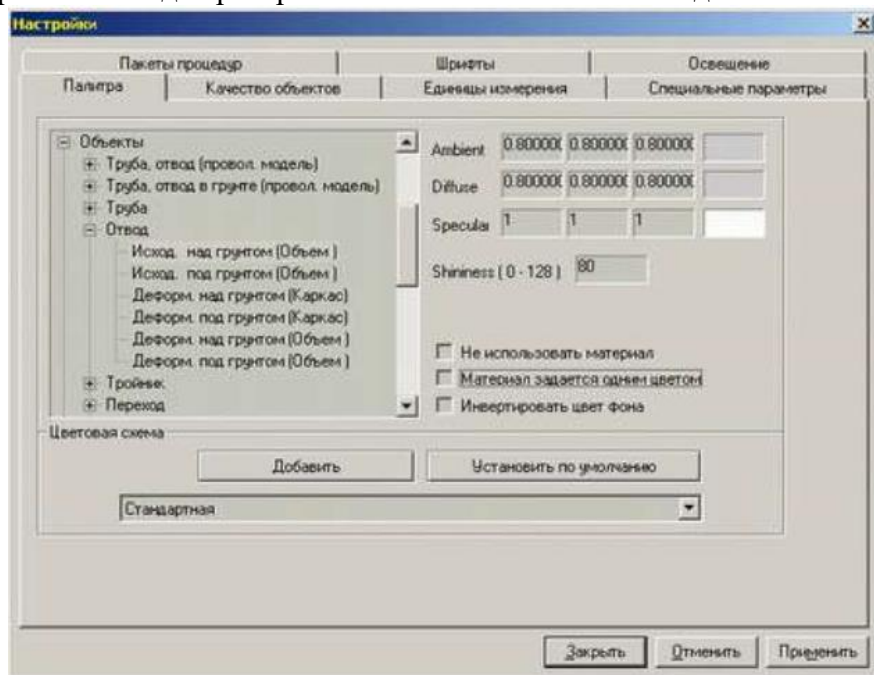 Настройки
Пакеты процедур Шрифты Освещение
Палитра Качество объектов Единицы измерения Специальные параметры
Объекты
Труба, отвод (провол. модель)
Труба, отвод в грунте (провол. модель)
Труба
Отвод
Исход. над грунтом (Объем )
Исход. под грунтом (Объем )
Деформ. над грунтом (Каркас)
Деформ. под грунтом (Каркас)
Деформ. над грунтом (Объем )
Деформ. под грунтом (Объем )
Тройник
Переход
Ambient 0.80000( 0.80000( 0.80000(
Diffuse 0.80000( 0.80000( 0.80000(
Specular 1 1 1
Shininess ( 0 - 128 ) 80
Не использовать материал
Материал задается одним цветом
Инвертировать цвет фона
Цветовая схема
Добавить Установить по умолчанию
Стандартная
Закрыть Отменить Применить